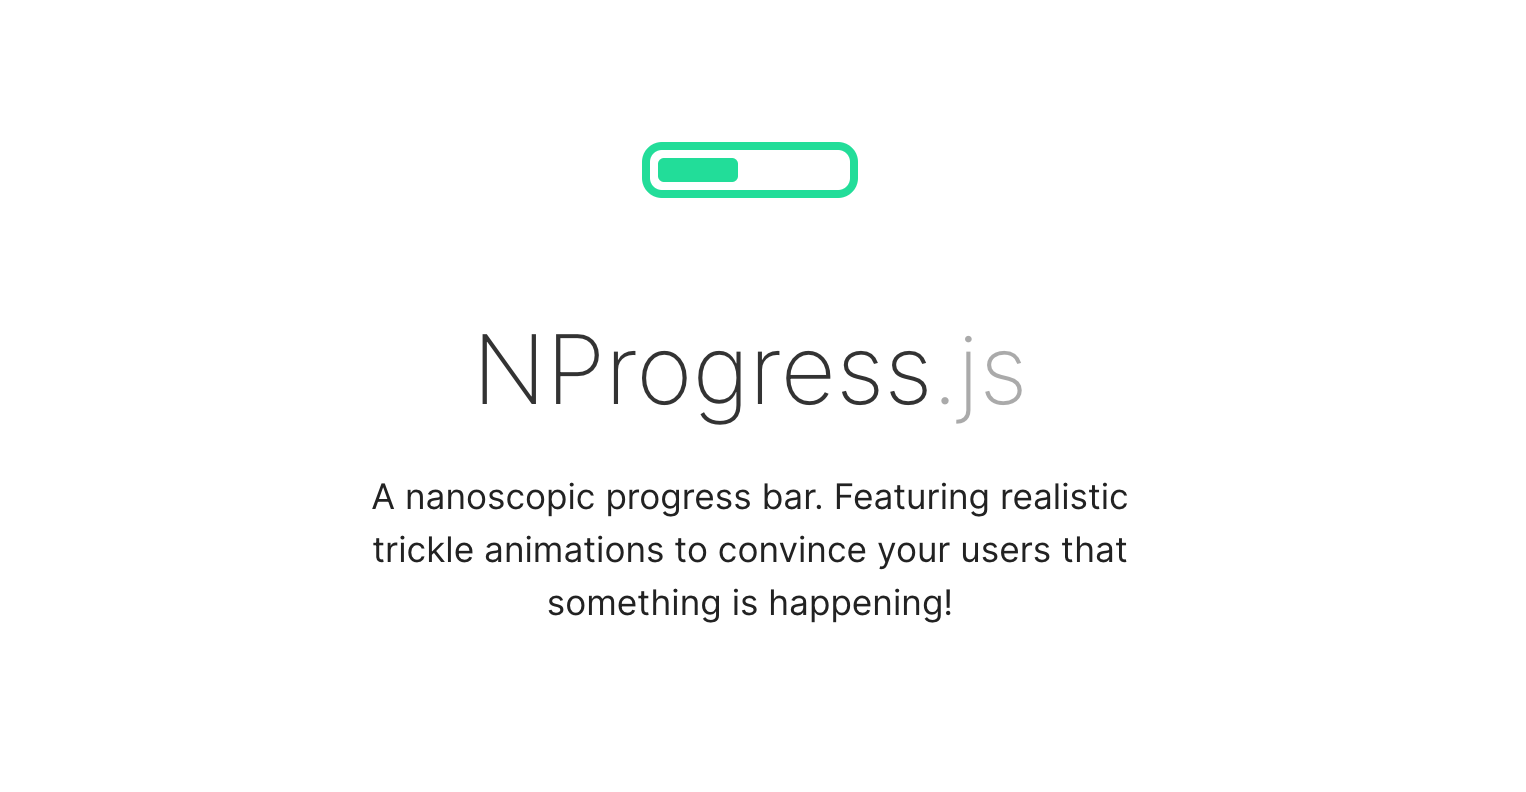 NProgress.js
A nanoscopic progress bar. Featuring realistic
trickle animations to convince your users that
something is happening!